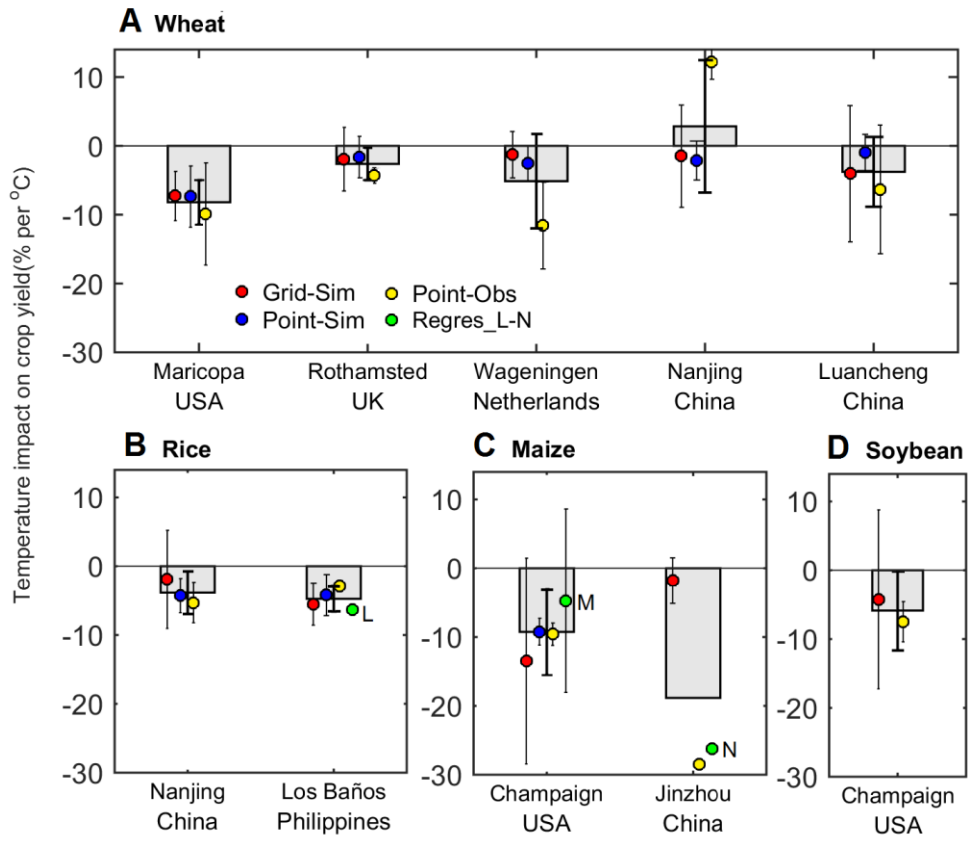 A Wheat
Temperature impact on crop yield(% per °C)
10
0
-10
-20
-30
Grid-Sim
Point-Obs
Point-Sim
Regres_L-N
Maricopa
USA
Rothamsted
UK
Wageningen
Netherlands
Nanjing
China
Luancheng
China
B Rice
10
0
-10
-20
-30
L
Nanjing
China
Los Baños
Philippines
C Maize
10
0
-10
-20
-30
M
N
Champaign
USA
Jinzhou
China
D Soybean
10
0
-10
-20
-30
Champaign
USA